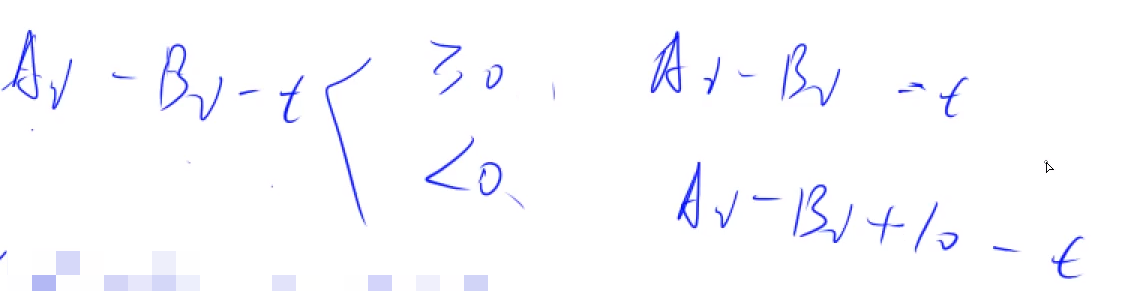 Av - Bv - t { ≥0, Av - Bv - t
<0, Av - Bv + 10 - t